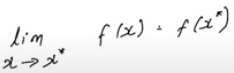 lim f(x) = f(x*)
x → x*